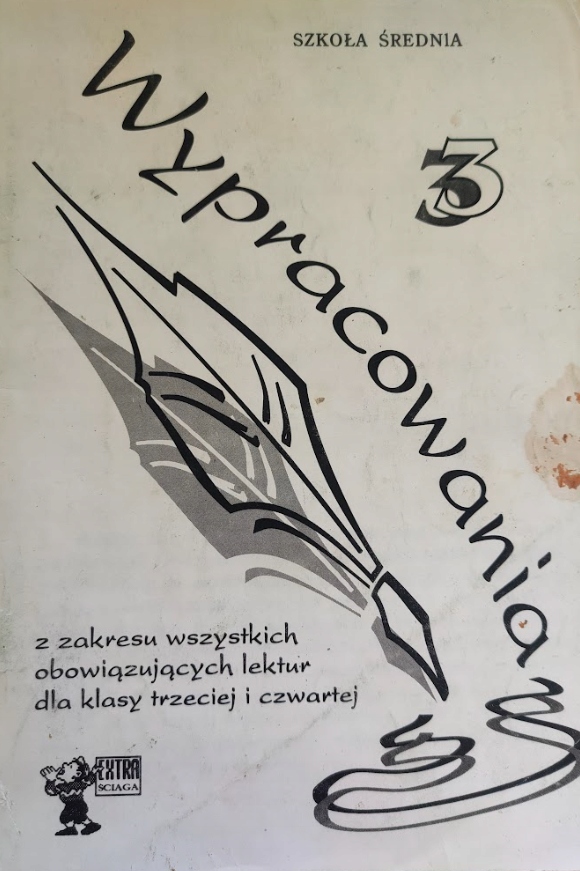 SZKOŁA ŚREDNIA
Wypracowania
3
z zakresu wszystkich
obowiązujących lektur
dla klasy trzeciej i czwartej
EXTRA
ŚCIĄGA